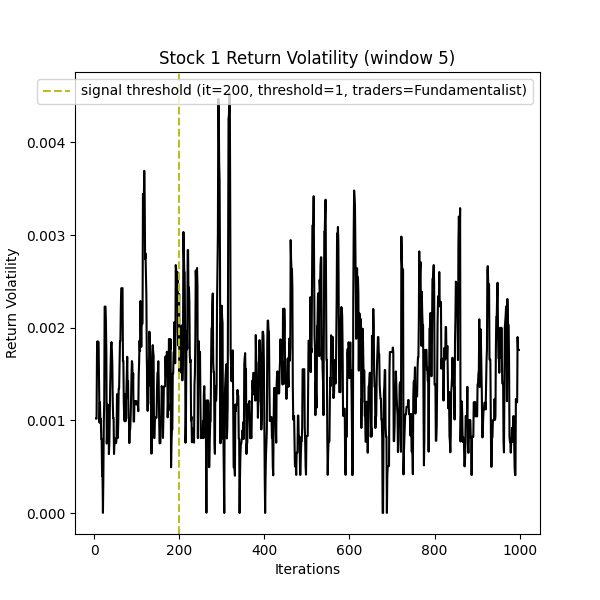 Stock 1 Return Volatility (window 5)
signal threshold (it=200, threshold=1, traders=Fundamentalist)
0.004
0.003
0.002
0.001
0.000
Return Volatility
0 200 400 600 800 1000
Iterations